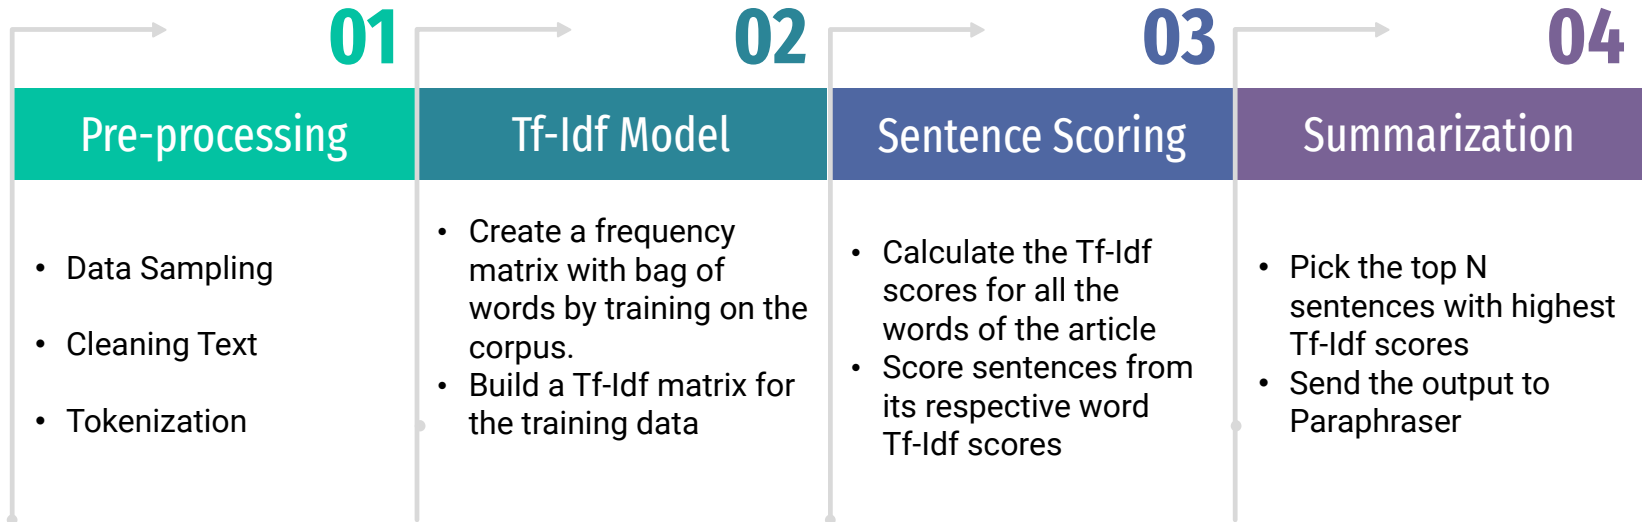 01
Pre-processing
• Data Sampling
• Cleaning Text
• Tokenization
02
Tf-Idf Model
• Create a frequency
matrix with bag of
words by training on the
corpus.
• Build a Tf-Idf matrix for
the training data
03
Sentence Scoring
• Calculate the Tf-Idf
scores for all the
words of the article
• Score sentences from
its respective word
Tf-Idf scores
04
Summarization
• Pick the top N
sentences with highest
Tf-Idf scores
• Send the output to
Paraphraser